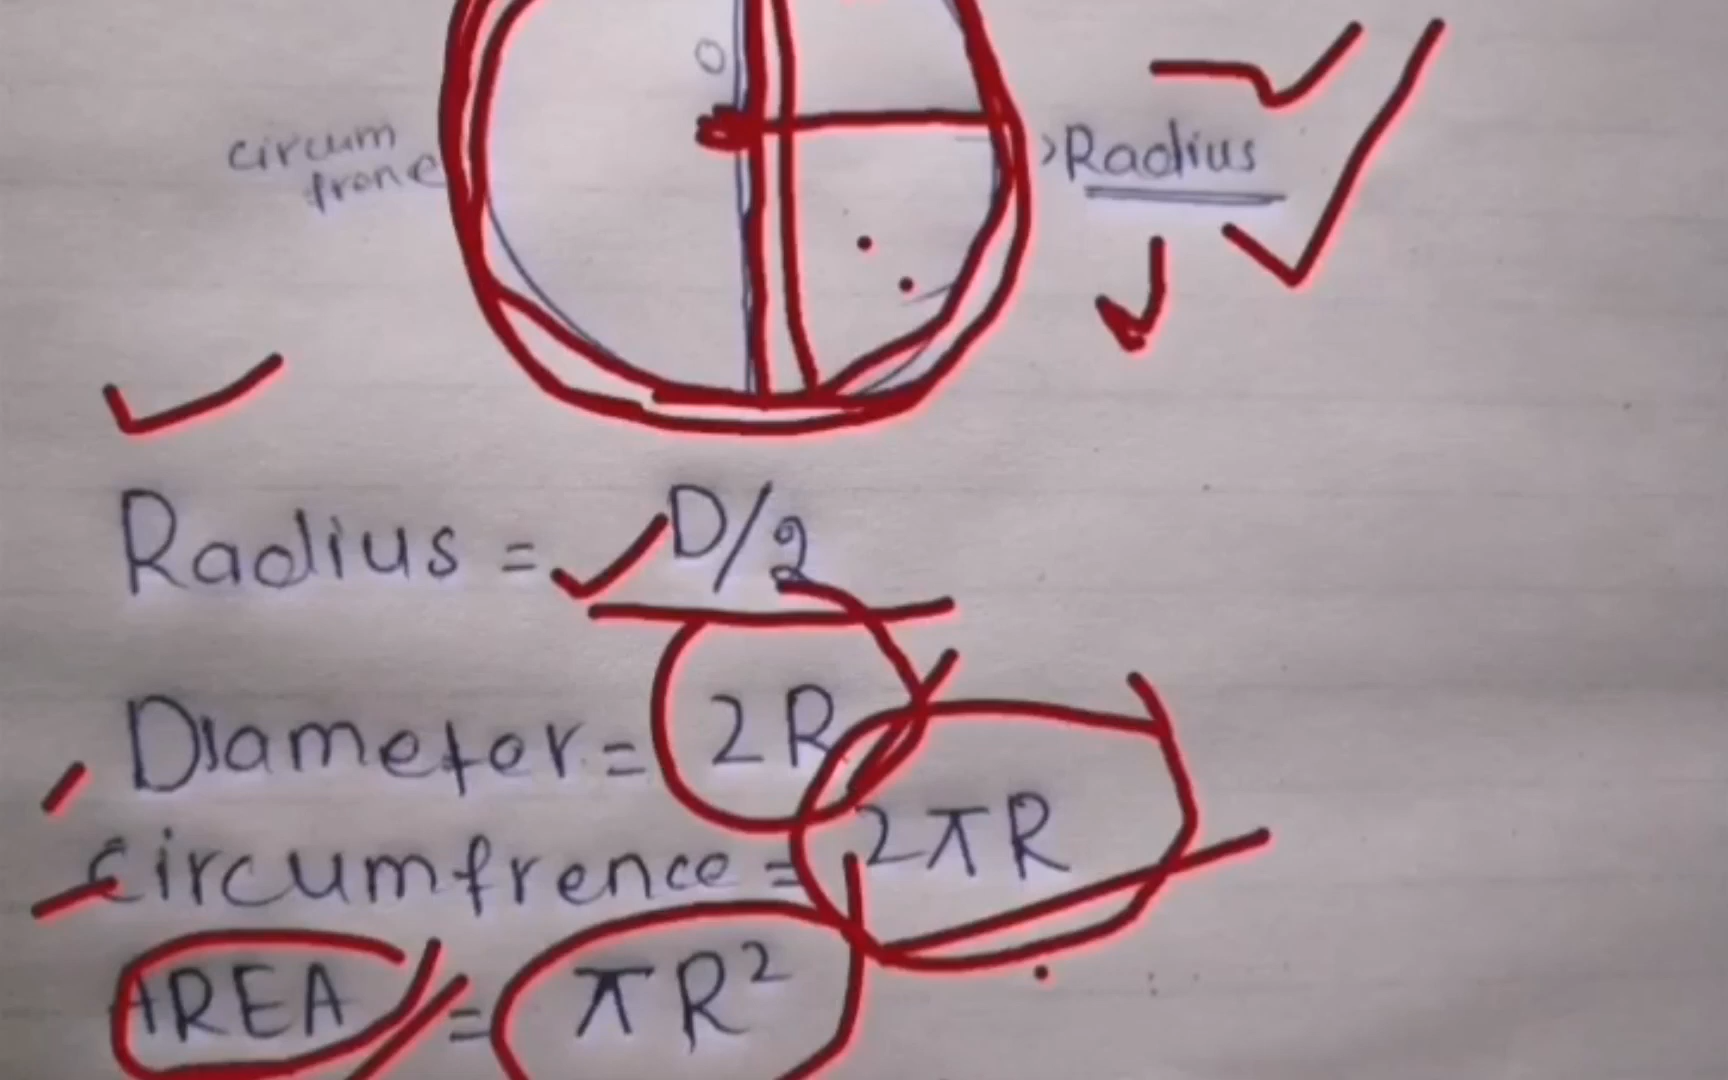 O
circum
frone
Radius
Radius = D/2
Diameter = 2R
circumfrence = 2πR
AREA = πR²